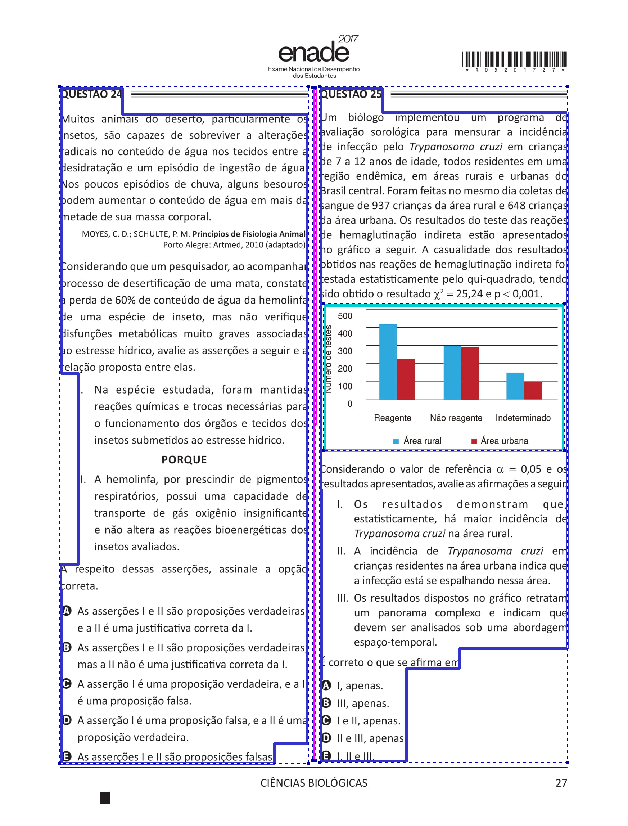 enade 2017
Exame Nacional de Desempenho
dos Estudantes
*R0520172 7*
QUESTÃO 24
Muitos animais do deserto, particularmente os
insetos, são capazes de sobreviver a alterações
radicais no conteúdo de água nos tecidos entre a
desidratação e um episódio de ingestão de água.
Nos poucos episódios de chuva, alguns besouros
podem aumentar o conteúdo de água em mais da
metade de sua massa corporal.
MOYES, C. D.; SCHULTE, P. M. Princípios de Fisiologia Animal.
Porto Alegre: Artmed, 2010 (adaptado).
Considerando que um pesquisador, ao acompanhar
processo de desertificação de uma mata, constate
a perda de 60% de conteúdo de água da hemolinfa
de uma espécie de inseto, mas não verifique
disfunções metabólicas muito graves associadas
ao estresse hídrico, avalie as asserções a seguir e a
relação proposta entre elas.
I. Na espécie estudada, foram mantidas
reações químicas e trocas necessárias para
o funcionamento dos órgãos e tecidos dos
insetos submetidos ao estresse hídrico.
PORQUE
II. A hemolinfa, por prescindir de pigmentos
respiratórios, possui uma capacidade de
transporte de gás oxigênio insignificante
e não altera as reações bioenergéticas dos
insetos avaliados.
A respeito dessas asserções, assinale a opção
correta.
A As asserções I e II são proposições verdadeiras,
e a II é uma justificativa correta da I.
B As asserções I e II são proposições verdadeiras,
mas a II não é uma justificativa correta da I.
C A asserção I é uma proposição verdadeira, e a II
é uma proposição falsa.
D A asserção I é uma proposição falsa, e a II é uma
proposição verdadeira.
E As asserções I e II são proposições falsas.
QUESTÃO 25
Um biólogo implementou um programa de
avaliação sorológica para mensurar a incidência
de infecção pelo Trypanosoma cruzi em crianças
de 7 a 12 anos de idade, todos residentes em uma
região endêmica, em áreas rurais e urbanas do
Brasil central. Foram feitas no mesmo dia coletas de
sangue de 937 crianças da área rural e 648 crianças
da área urbana. Os resultados do teste das reações
de hemaglutinação indireta estão apresentados
no gráfico a seguir. A casualidade dos resultados
obtidos nas reações de hemaglutinação indireta foi
testada estatisticamente pelo qui-quadrado, tendo
sido obtido o resultado χ² = 25,24 e p < 0,001.
Número de testes
500
400
300
200
100
0
Reagente Não reagente Indeterminado
Área rural Área urbana
Considerando o valor de referência α = 0,05 e os
resultados apresentados, avalie as afirmações a seguir.
I. Os resultados demonstram que,
estatisticamente, há maior incidência de
Trypanosoma cruzi na área rural.
II. A incidência de Trypanosoma cruzi em
crianças residentes na área urbana indica que
a infecção está se espalhando nessa área.
III. Os resultados dispostos no gráfico retratam
um panorama complexo e indicam que
devem ser analisados sob uma abordagem
espaço-temporal.
É correto o que se afirma em
A I, apenas.
B III, apenas.
C I e II, apenas.
D II e III, apenas.
E I, II e III.
CIÊNCIAS BIOLÓGICAS 27